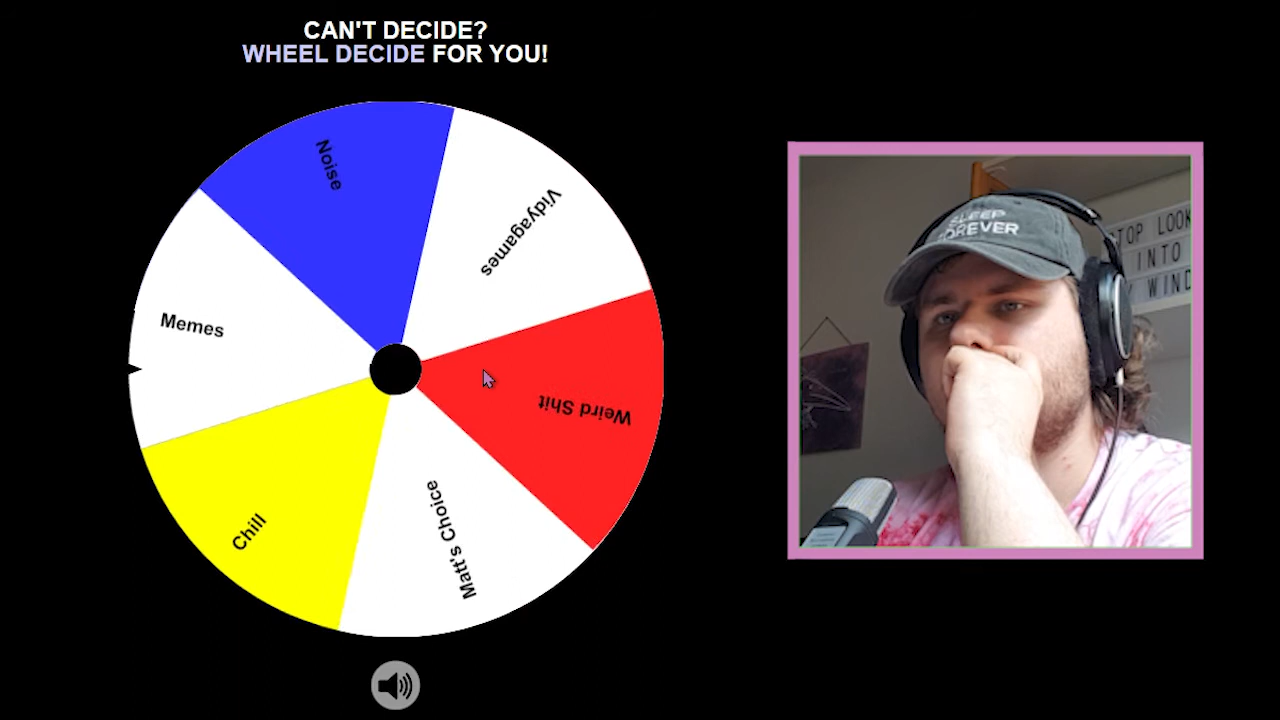 CAN'T DECIDE?
WHEEL DECIDE FOR YOU!
Noise
Vidyagames
Memes
Weird Shit
Chill
Matt's Choice
SLEEP
FOREVER
STOP LOOK
INTO
Y WIND